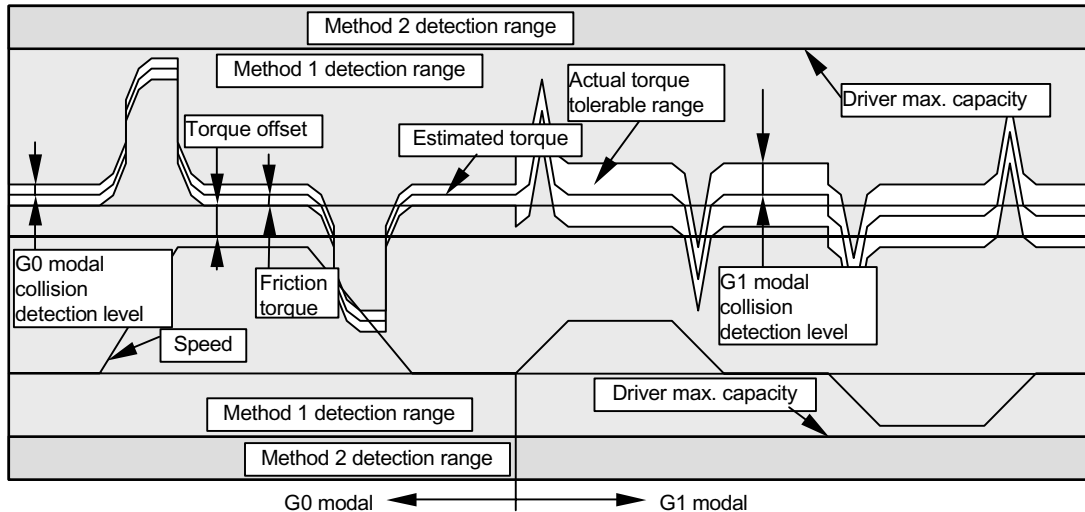 Method 2 detection range
Method 1 detection range
Actual torque
tolerable range
Driver max. capacity
Torque offset
Estimated torque
G0 modal
collision
detection level
Friction
torque
G1 modal
collision
detection level
Speed
Method 1 detection range
Driver max. capacity
Method 2 detection range
G0 modal
G1 modal